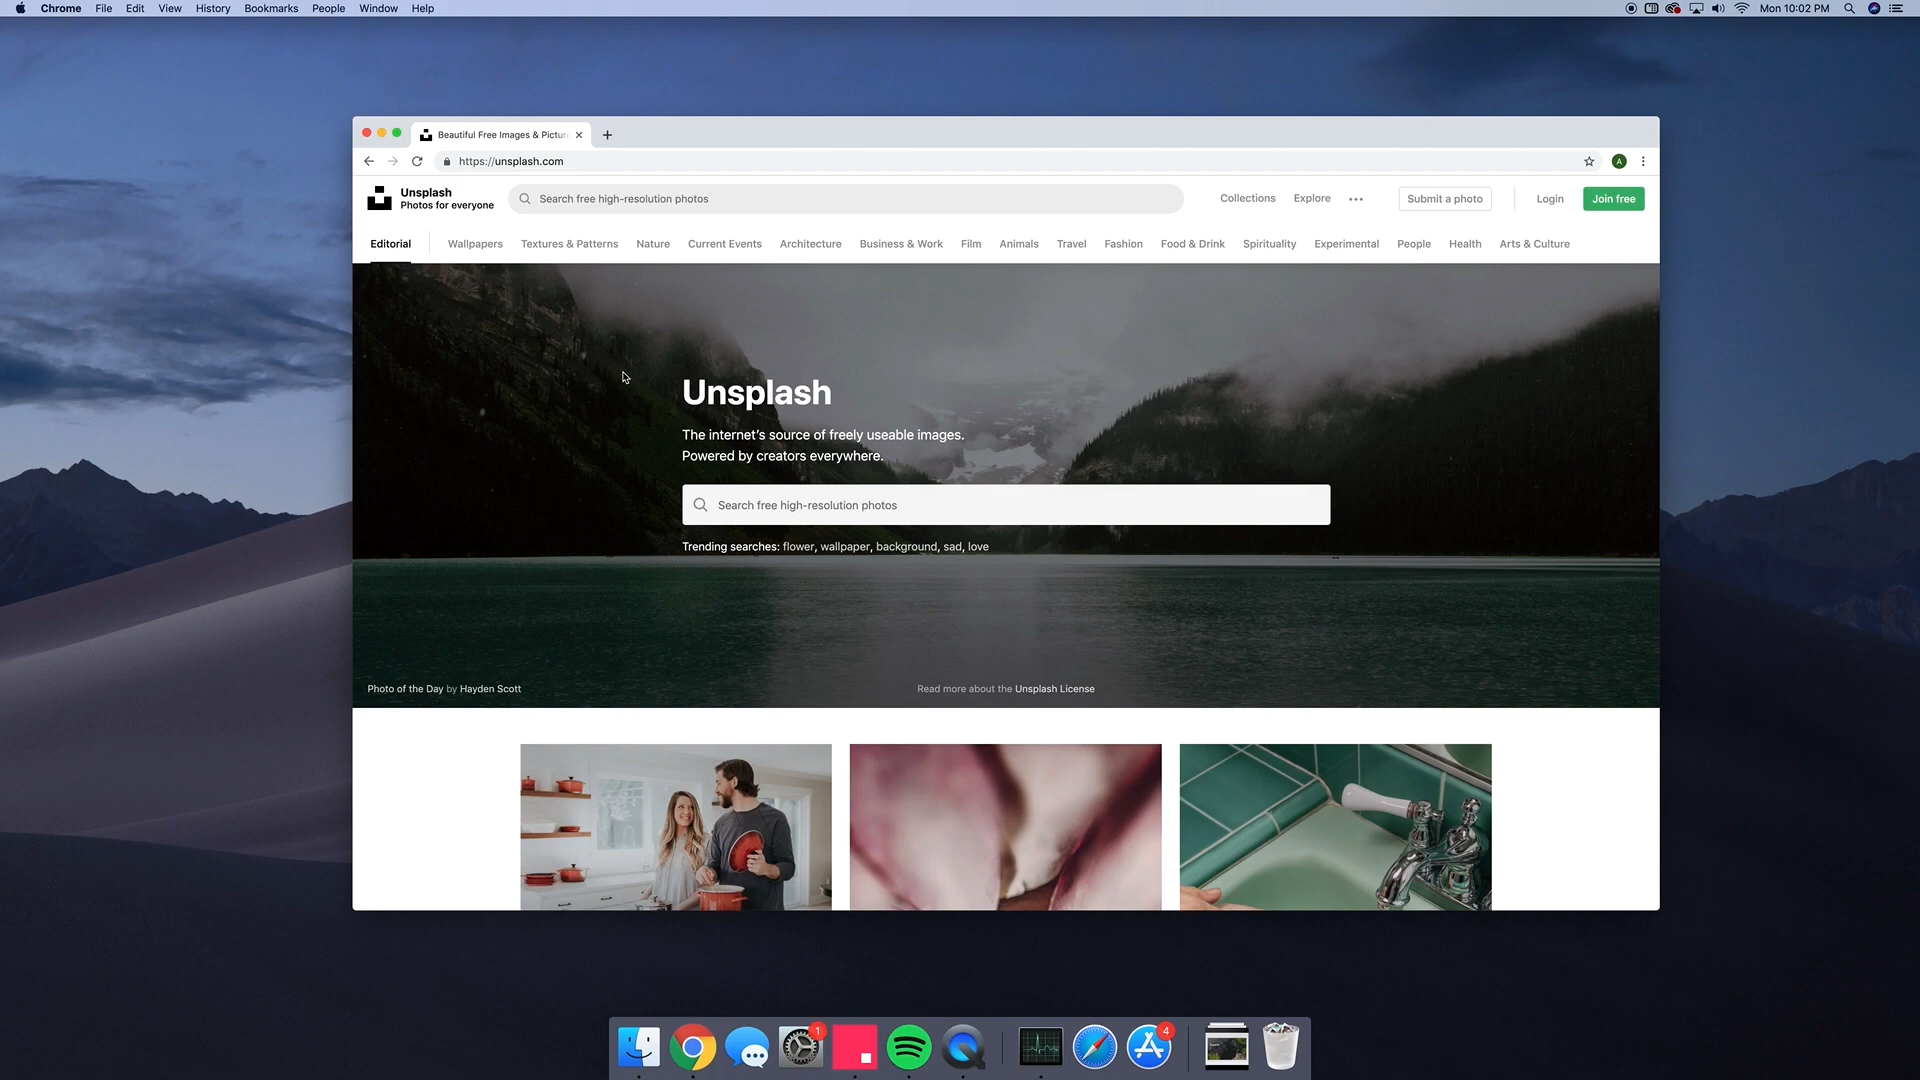 Chrome File Edit View History Bookmarks People Window Help
Mon 10:02 PM
Beautiful Free Images & Pictur
https://unsplash.com
A
Unsplash
Photos for everyone
Search free high-resolution photos
Collections Explore
Submit a photo
Login
Join free
Editorial Wallpapers Textures & Patterns Nature Current Events Architecture Business & Work Film Animals Travel Fashion Food & Drink Spirituality Experimental People Health Arts & Culture
Unsplash
The internet’s source of freely useable images.
Powered by creators everywhere.
Search free high-resolution photos
Trending searches: flower, wallpaper, background, sad, love
Photo of the Day by Hayden Scott
Read more about the Unsplash License
1
4